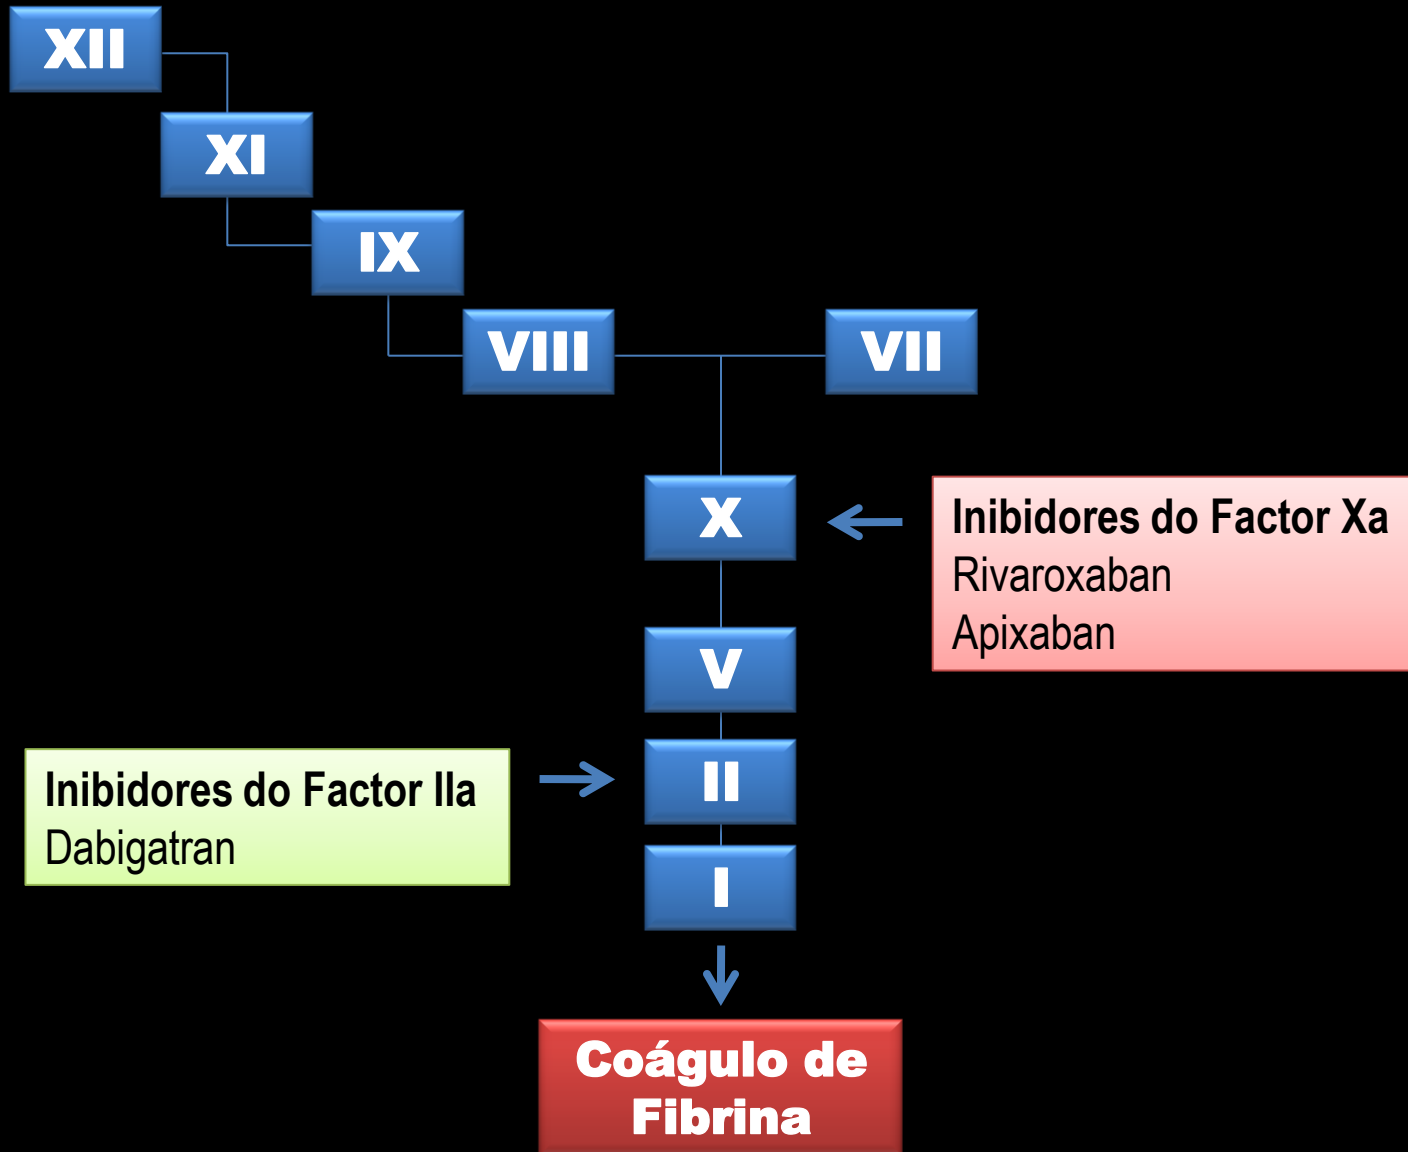 XII
XI
IX
VIII
VII
X
Inibidores do Factor Xa
Rivaroxaban
Apixaban
V
II
Inibidores do Factor IIa
Dabigatran
I
Coágulo de
Fibrina